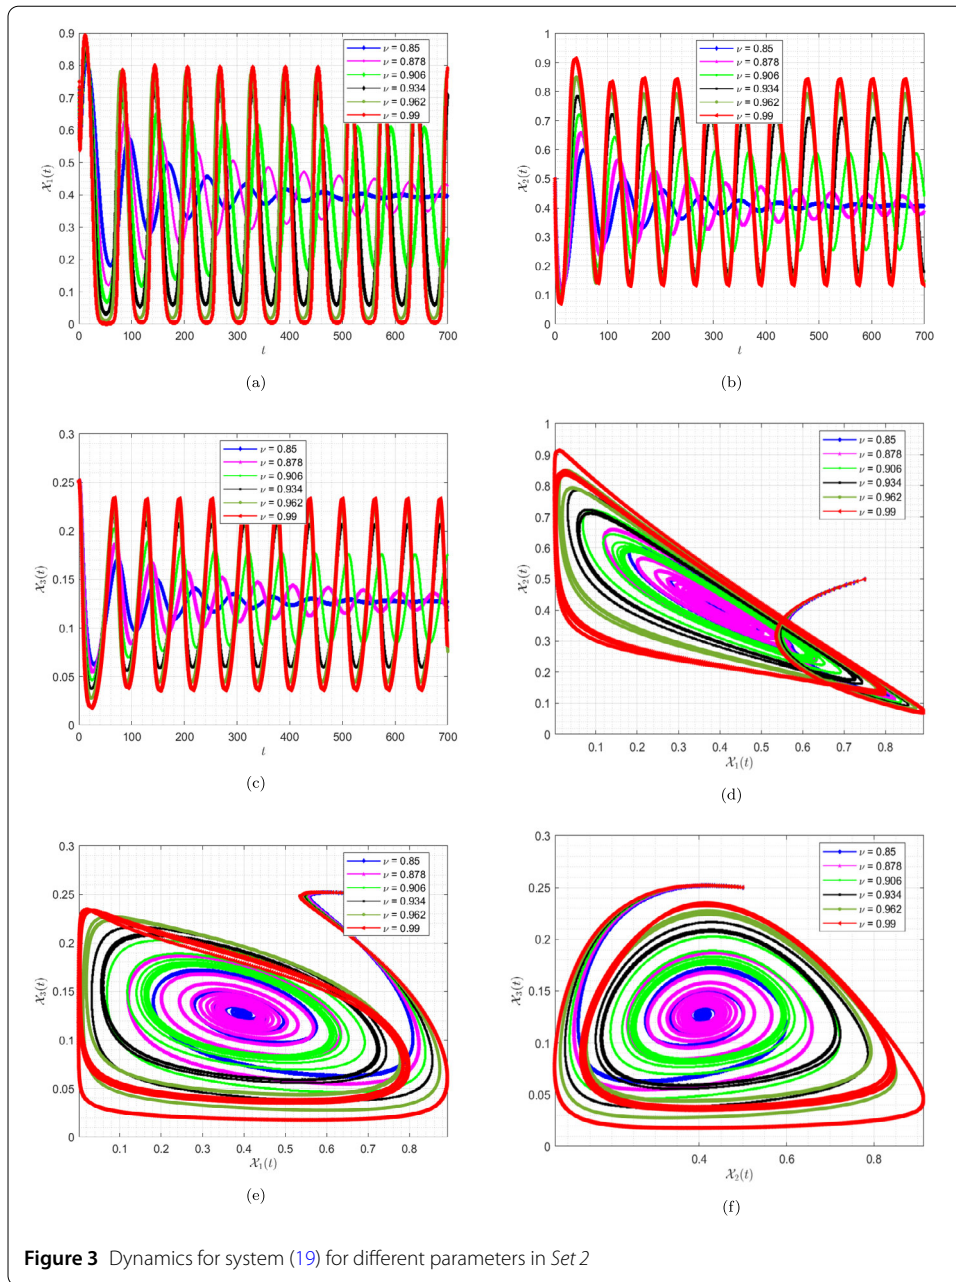 0.9
0.8
0.7
0.6
0.5
0.4
0.3
0.2
0.1
0
𝒳₁(t)
ν = 0.85
ν = 0.878
ν = 0.906
ν = 0.934
ν = 0.962
ν = 0.99
0 100 200 300 400 500 600 700
t
(a)
1
0.9
0.8
0.7
0.6
0.5
0.4
0.3
0.2
0.1
0
𝒳₂(t)
ν = 0.85
ν = 0.878
ν = 0.906
ν = 0.934
ν = 0.962
ν = 0.99
0 100 200 300 400 500 600 700
t
(b)
0.3
0.25
0.2
0.15
0.1
0.05
0
𝒳₃(t)
ν = 0.85
ν = 0.878
ν = 0.906
ν = 0.934
ν = 0.962
ν = 0.99
0 100 200 300 400 500 600 700
t
(c)
1
0.9
0.8
0.7
0.6
0.5
0.4
0.3
0.2
0.1
0
𝒳₂(t)
ν = 0.85
ν = 0.878
ν = 0.906
ν = 0.934
ν = 0.962
ν = 0.99
0.1 0.2 0.3 0.4 0.5 0.6 0.7 0.8
𝒳₁(t)
(d)
0.3
0.25
0.2
0.15
0.1
0.05
0
𝒳₃(t)
ν = 0.85
ν = 0.878
ν = 0.906
ν = 0.934
ν = 0.962
ν = 0.99
0.1 0.2 0.3 0.4 0.5 0.6 0.7 0.8
𝒳₁(t)
(e)
0.3
0.25
0.2
0.15
0.1
0.05
0
𝒳₃(t)
ν = 0.85
ν = 0.878
ν = 0.906
ν = 0.934
ν = 0.962
ν = 0.99
0.4 0.6 0.8
𝒳₂(t)
(f)
Figure 3 Dynamics for system (19) for different parameters in Set 2